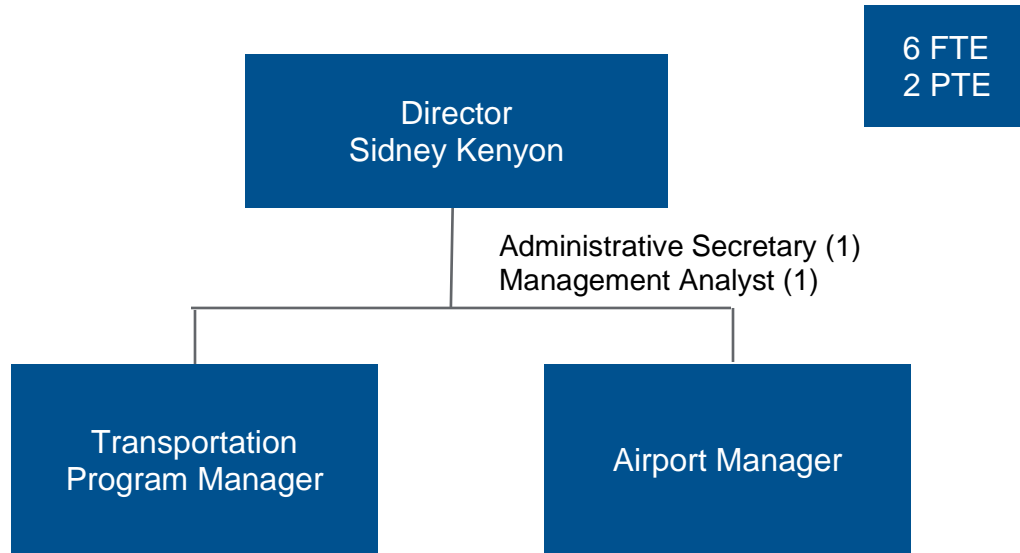 6 FTE
2 PTE
Director
Sidney Kenyon
Administrative Secretary (1)
Management Analyst (1)
Transportation
Program Manager
Airport Manager